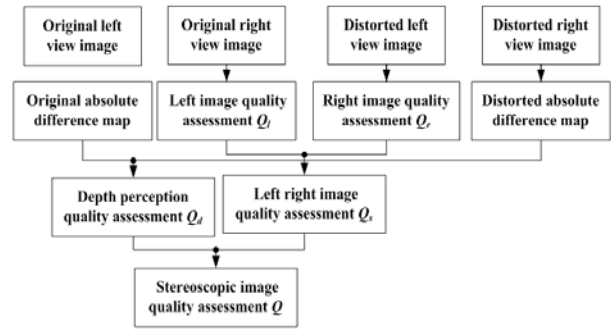 Original left
view image
Original right
view image
Distorted left
view image
Distorted right
view image
Original absolute
difference map
Left image quality
assessment Ql
Right image quality
assessment Qr
Distorted absolute
difference map
Depth perception
quality assessment Qd
Left right image
quality assessment Qs
Stereoscopic image
quality assessment Q